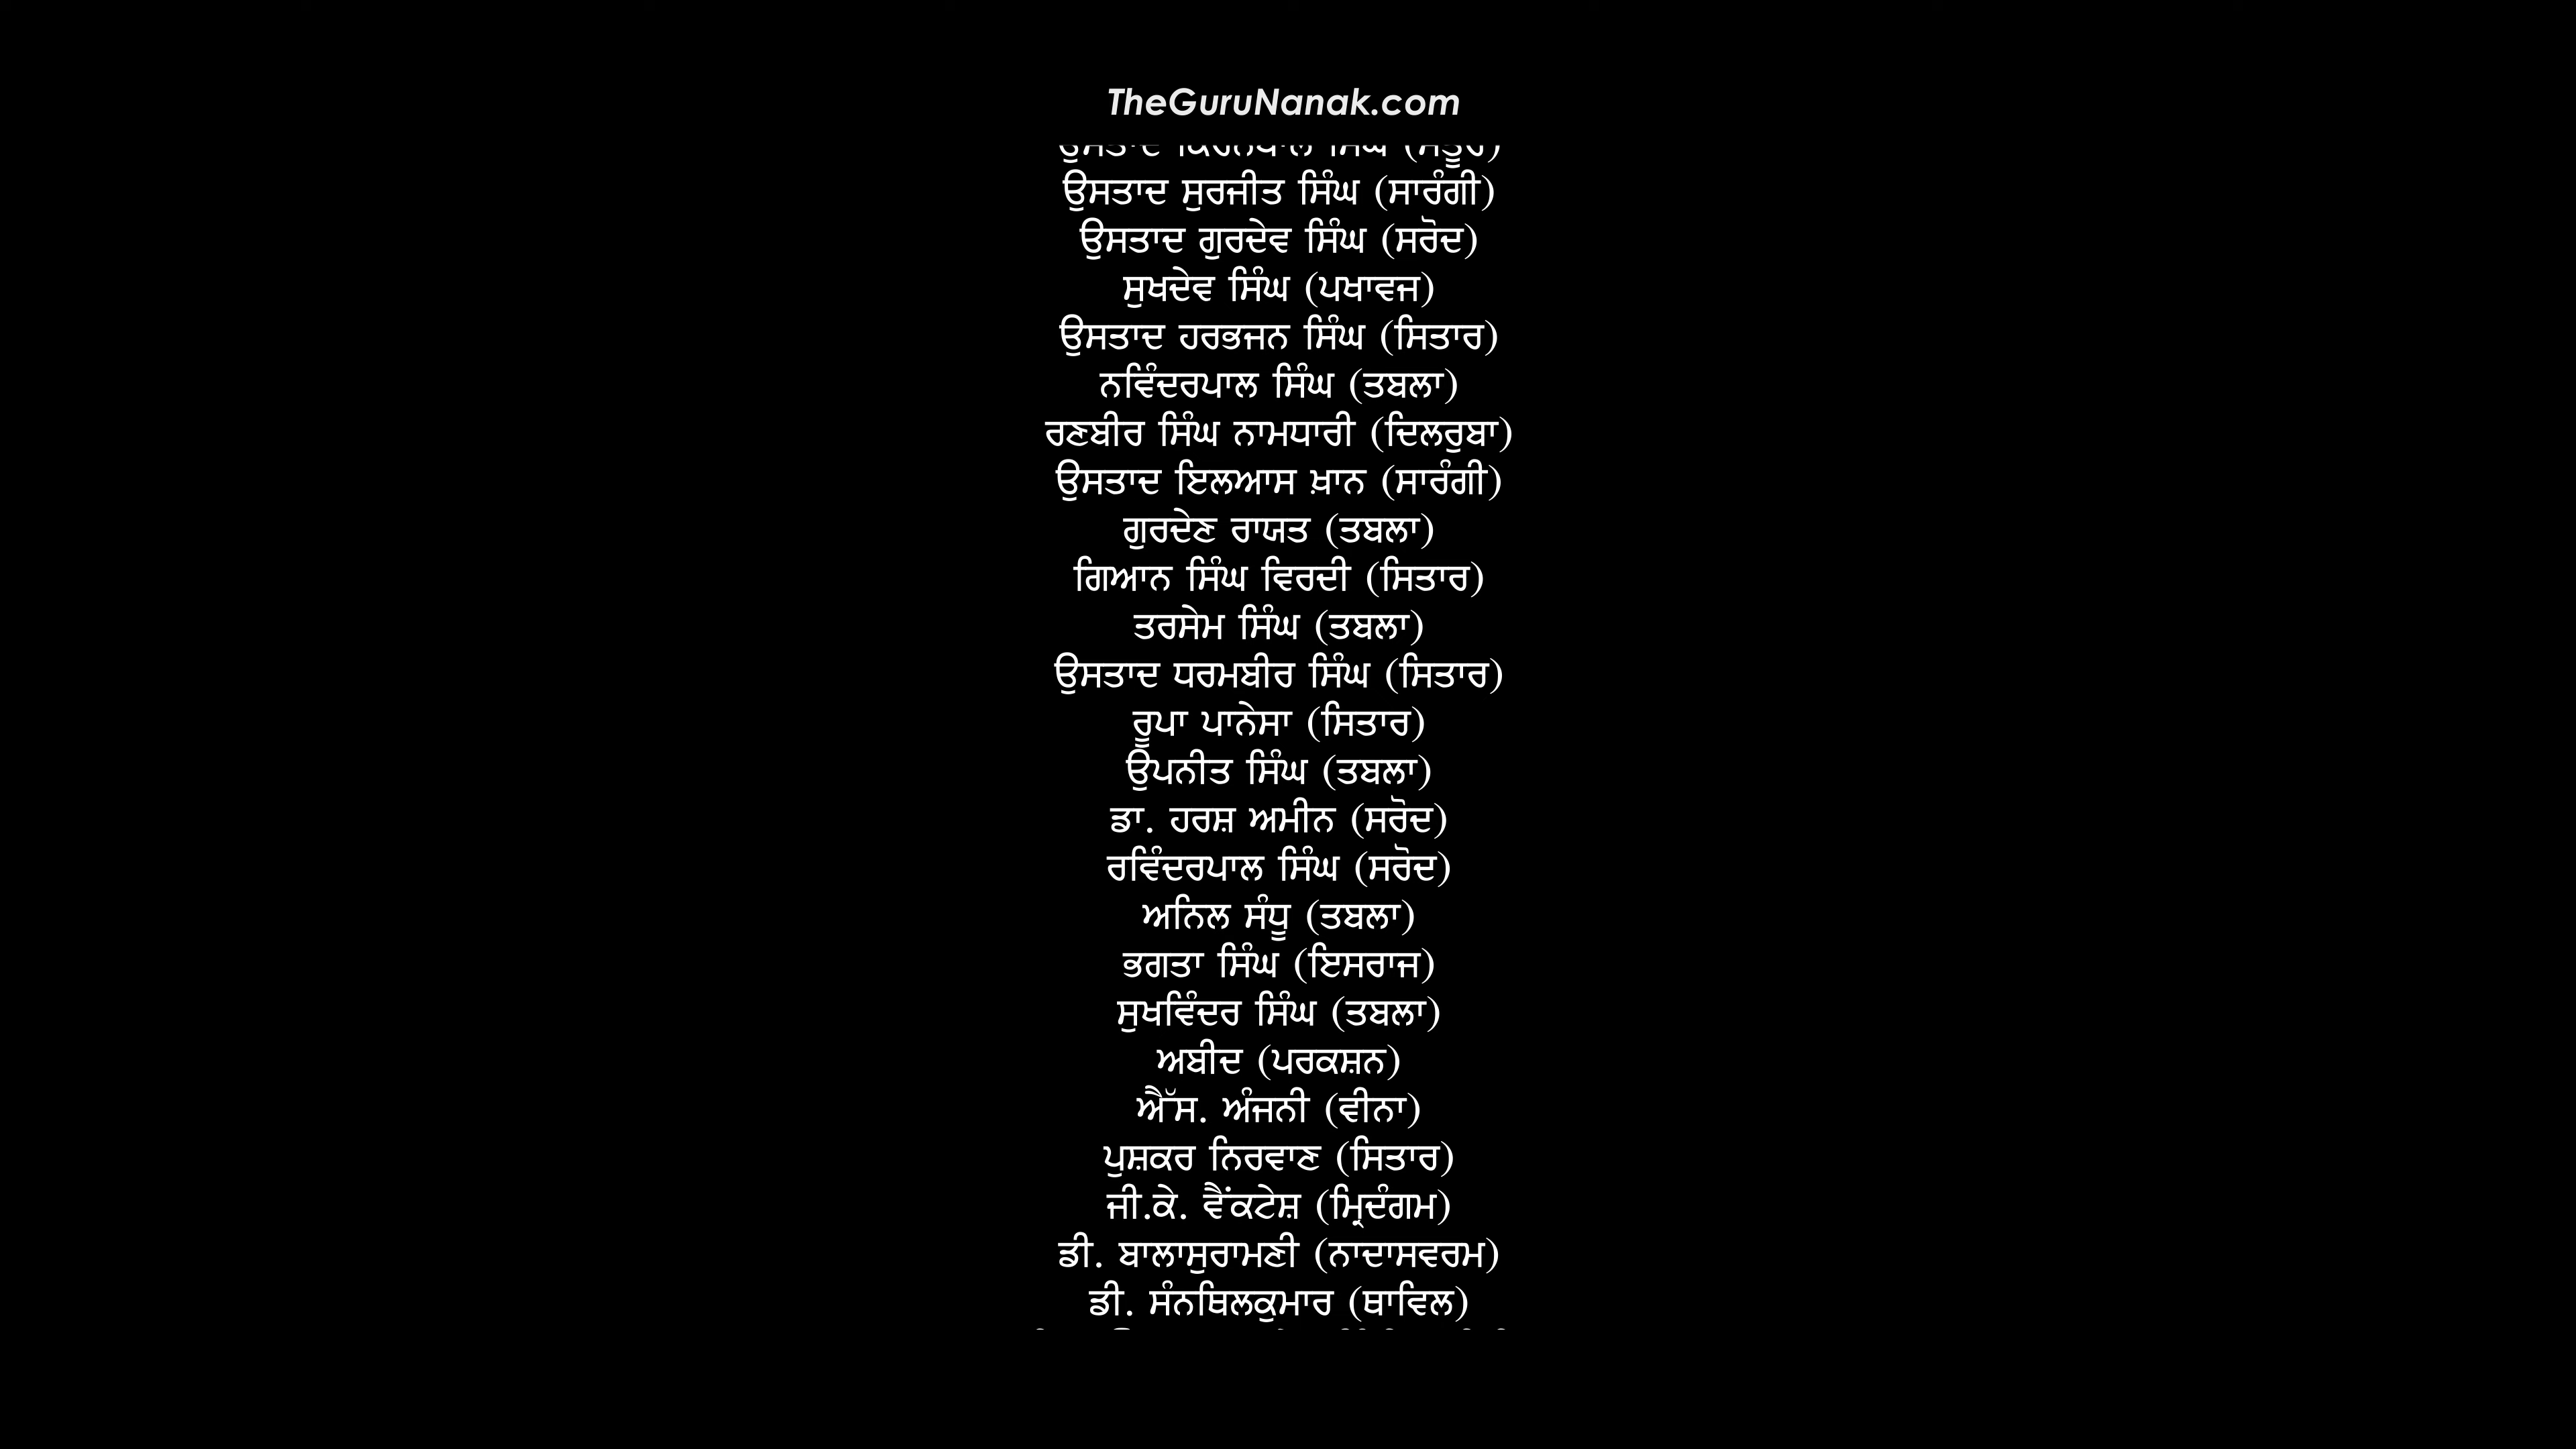 TheGuruNanak.com
ਉਸਤਾਦ ਸੁਰਜੀਤ ਸਿੰਘ (ਸਾਰੰਗੀ)
ਉਸਤਾਦ ਗੁਰਦੇਵ ਸਿੰਘ (ਸਰੋਦ)
ਸੁਖਦੇਵ ਸਿੰਘ (ਪਖਾਵਜ)
ਉਸਤਾਦ ਹਰਭਜਨ ਸਿੰਘ (ਸਿਤਾਰ)
ਨਵਿੰਦਰਪਾਲ ਸਿੰਘ (ਤਬਲਾ)
ਰਣਬੀਰ ਸਿੰਘ ਨਾਮਧਾਰੀ (ਦਿਲਰੁਬਾ)
ਉਸਤਾਦ ਇਲਆਸ ਖ਼ਾਨ (ਸਾਰੰਗੀ)
ਗੁਰਦੇਣ ਰਾਯਤ (ਤਬਲਾ)
ਗਿਆਨ ਸਿੰਘ ਵਿਰਦੀ (ਸਿਤਾਰ)
ਤਰਸੇਮ ਸਿੰਘ (ਤਬਲਾ)
ਉਸਤਾਦ ਧਰਮਬੀਰ ਸਿੰਘ (ਸਿਤਾਰ)
ਰੂਪਾ ਪਾਨੇਸਾ (ਸਿਤਾਰ)
ਉਪਨੀਤ ਸਿੰਘ (ਤਬਲਾ)
ਡਾ. ਹਰਸ਼ ਅਮੀਨ (ਸਰੋਦ)
ਰਵਿੰਦਰਪਾਲ ਸਿੰਘ (ਸਰੋਦ)
ਅਨਿਲ ਸੰਧੂ (ਤਬਲਾ)
ਭਗਤਾ ਸਿੰਘ (ਇਸਰਾਜ)
ਸੁਖਵਿੰਦਰ ਸਿੰਘ (ਤਬਲਾ)
ਅਬੀਦ (ਪਰਕਸ਼ਨ)
ਐੱਸ. ਅੰਜਨੀ (ਵੀਨਾ)
ਪੁਸ਼ਕਰ ਨਿਰਵਾਣ (ਸਿਤਾਰ)
ਜੀ.ਕੇ. ਵੈਂਕਟੇਸ਼ (ਮ੍ਰਿਦੰਗਮ)
ਡੀ. ਬਾਲਾਸੁਰਾਮਣੀ (ਨਾਦਾਸਵਰਮ)
ਡੀ. ਸੰਨਥਿਲਕੁਮਾਰ (ਥਾਵਿਲ)